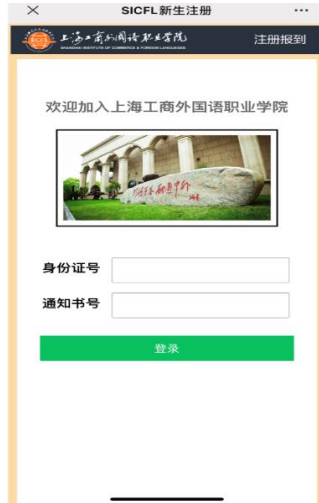 SICFL新生注册
上海工商外国语职业学院
SHANGHAI INSTITUTE OF COMMERCE & FOREIGN LANGUAGES
注册报到
欢迎加入上海工商外国语职业学院
身份证号
通知书号
登录